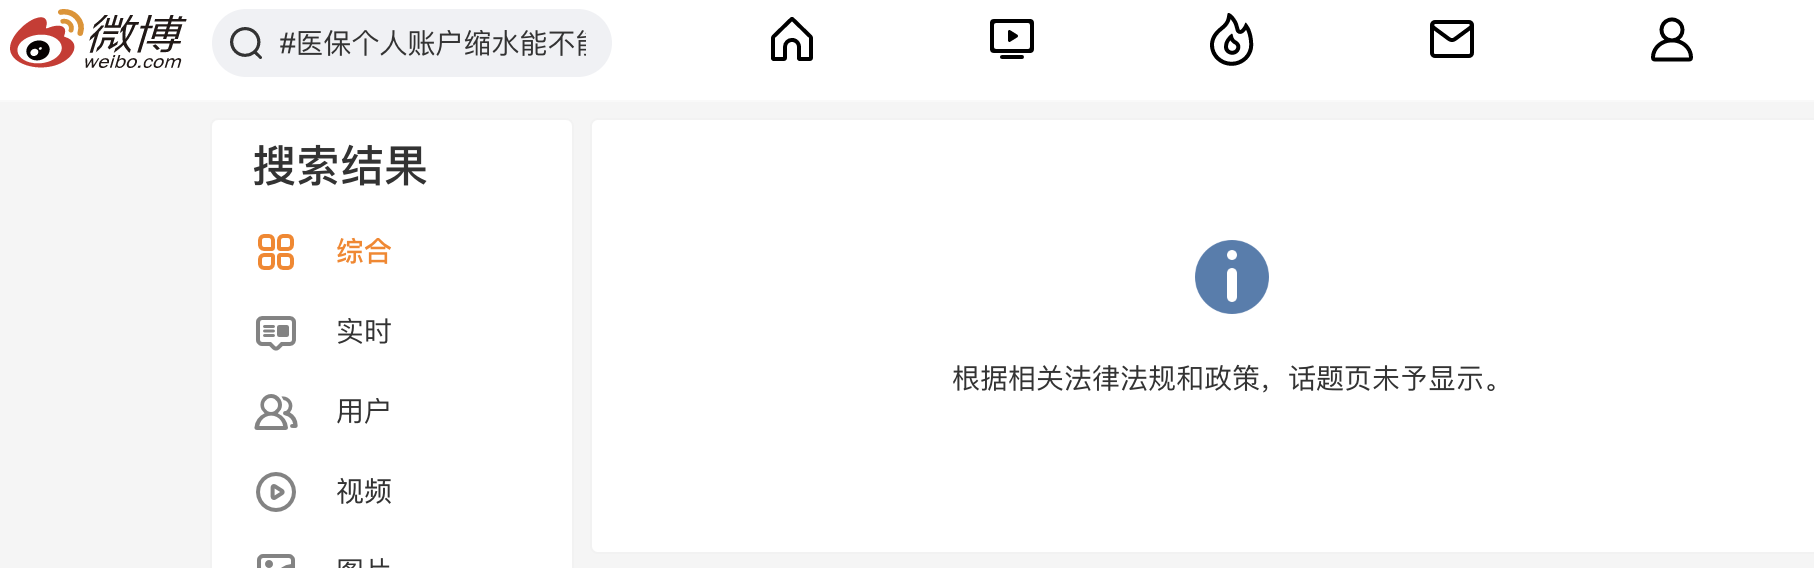 微博
weibo.com
#医保个人账户缩水能不
搜索结果
综合
实时
用户
视频
根据相关法律法规和政策，话题页未予显示。